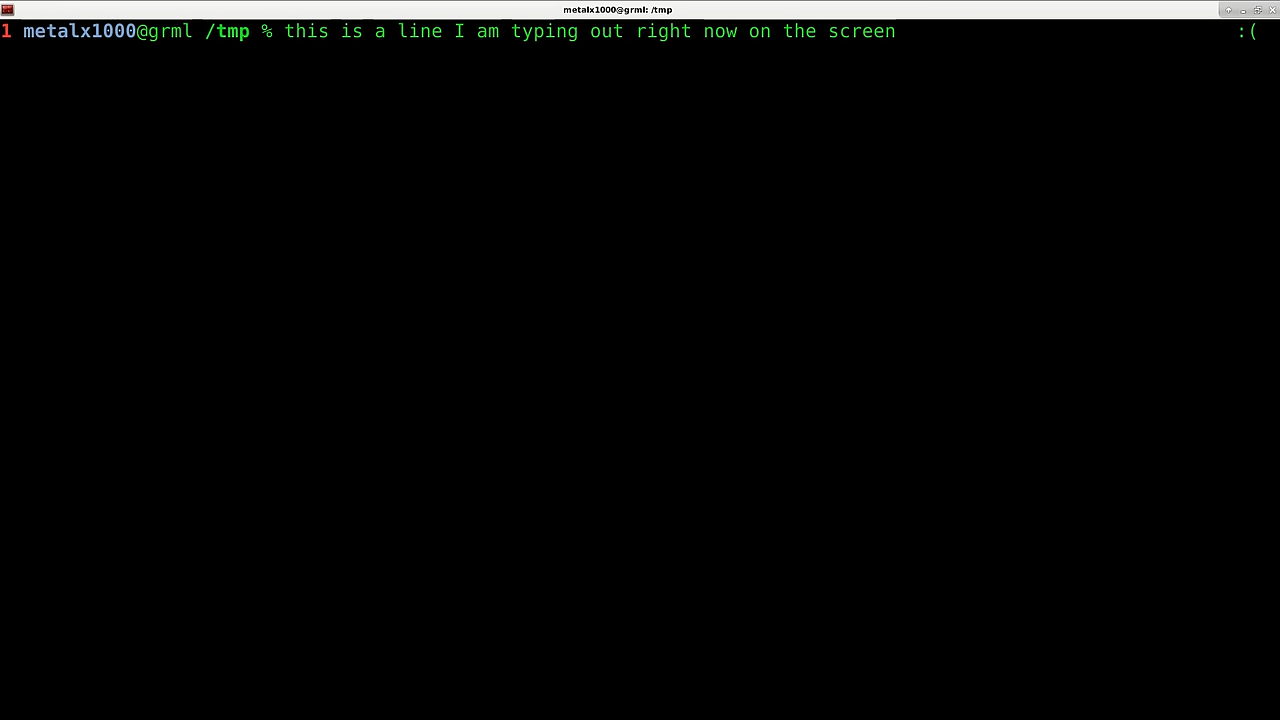 metalx1000@grml: /tmp
1 metalx1000@grml /tmp % this is a line I am typing out right now on the screen :(